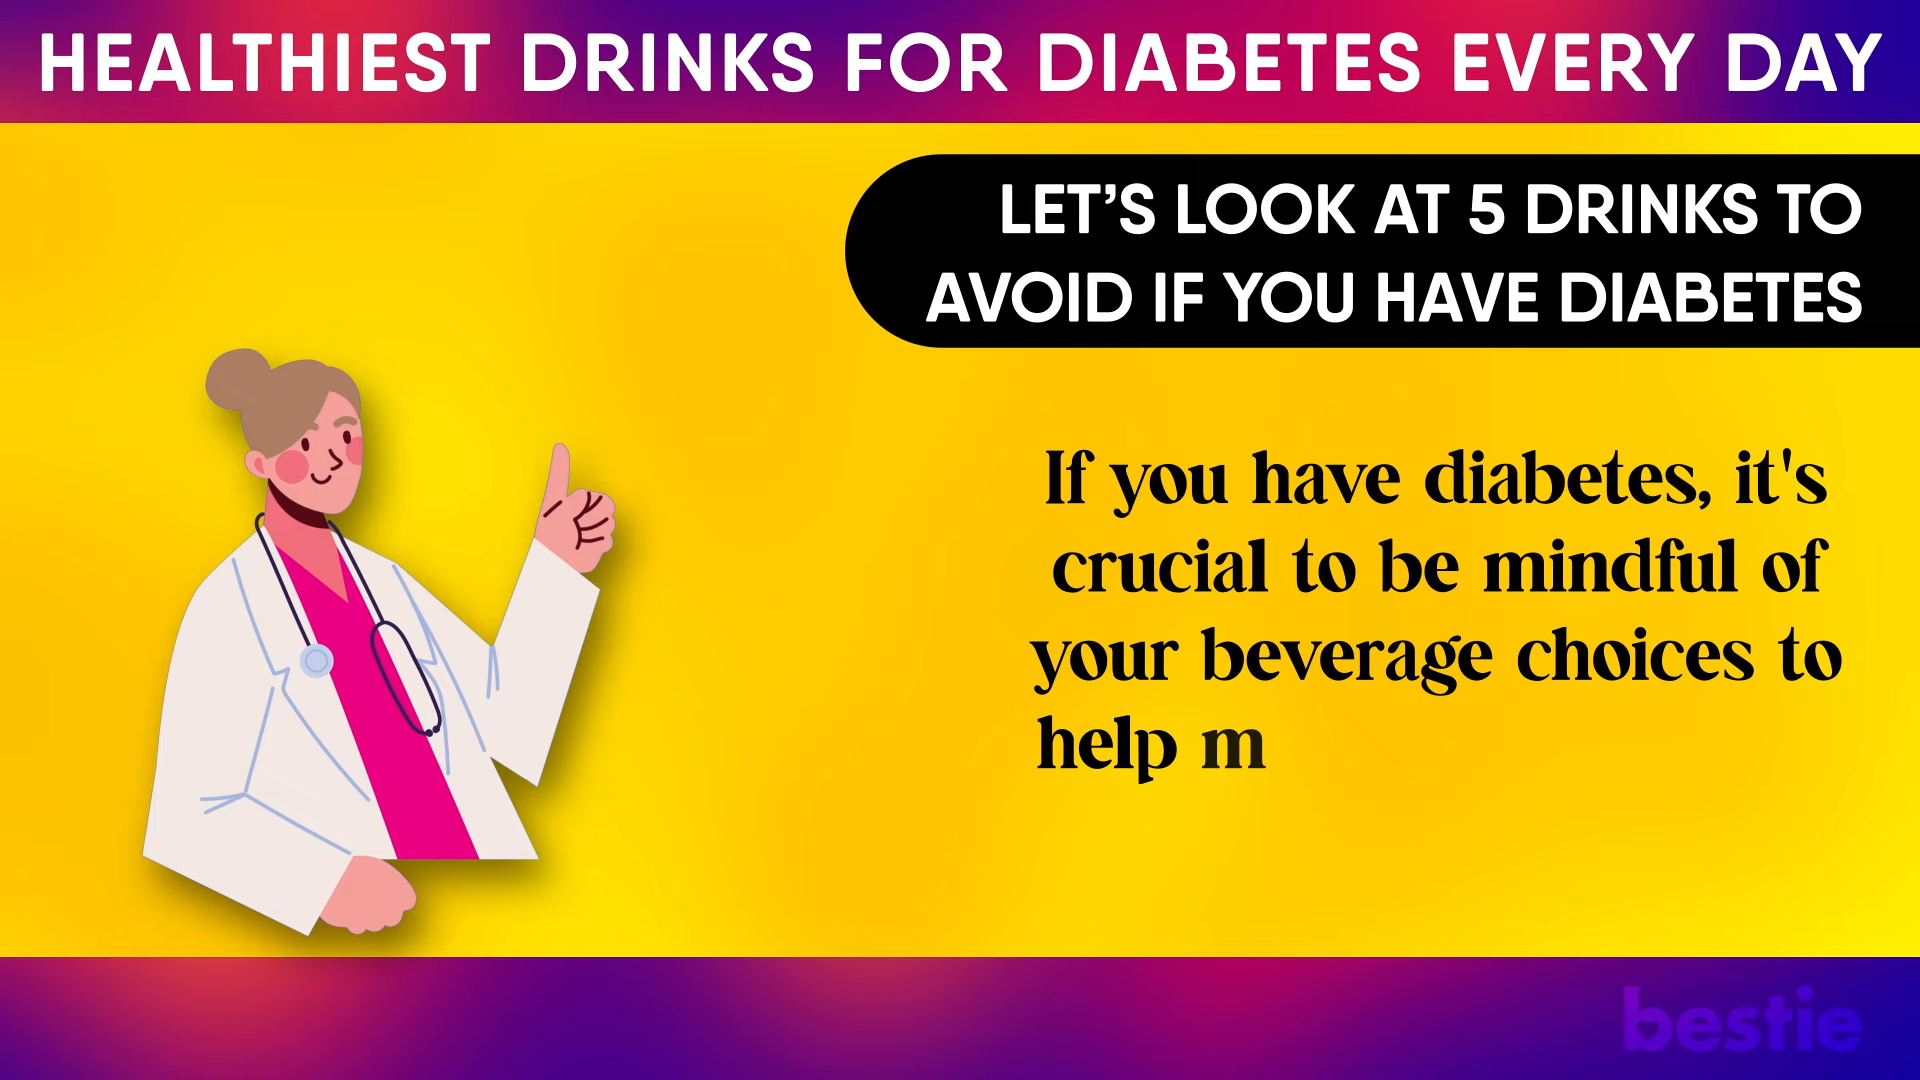 HEALTHIEST DRINKS FOR DIABETES EVERY DAY
LET’S LOOK AT 5 DRINKS TO
AVOID IF YOU HAVE DIABETES
If you have diabetes, it's
crucial to be mindful of
your beverage choices to
help m
bestie